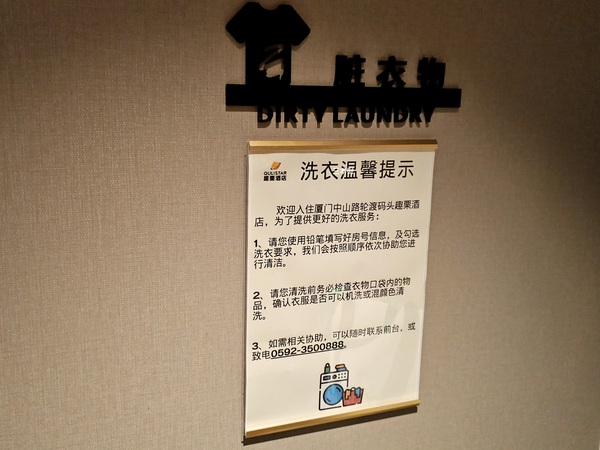 脏衣物
DIRTY LAUNDRY
QULISTAR
趣栗酒店
洗衣温馨提示
欢迎入住厦门中山路轮渡码头趣栗酒
店，为了提供更好的洗衣服务：
1、请您使用铅笔填写好房号信息，及勾选
洗衣要求，我们会按照顺序依次协助您进
行清洁。
2、请您清洗前务必检查衣物口袋内的物
品，确认衣服是否可以机洗或混颜色清
洗。
3、如需相关协助，可以随时联系前台，或
致电0592-3500888。